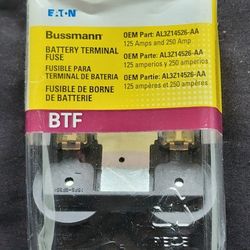 EATON
Bussmann
BATTERY TERMINAL
FUSE
FUSIBLE PARA
TERMINAL DE BATERIA
FUSIBLE DE BORNE
DE BATTERIE
OEM Part: AL3Z14526-AA
125 Amps and 250 Amp
OEM Parte: AL3Z14526-AA
125 amperios y 250 amperios
OEM Partie: AL3Z14526-AA
125 ampères et 250 ampères
BTF